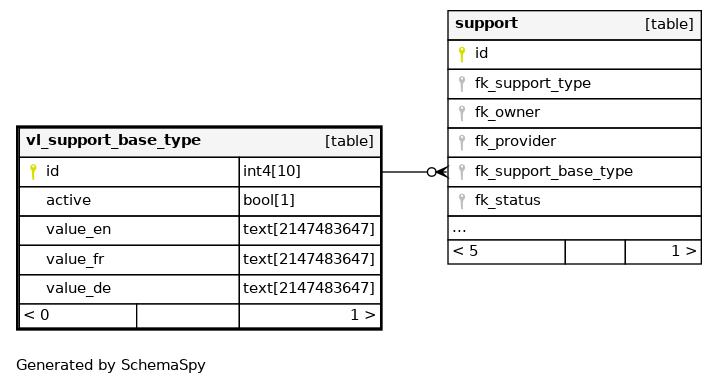 support [table]
id
fk_support_type
fk_owner
fk_provider
fk_support_base_type
fk_status
...
< 5 1 >
vl_support_base_type [table]
id int4[10]
active bool[1]
value_en text[2147483647]
value_fr text[2147483647]
value_de text[2147483647]
< 0 1 >
Generated by SchemaSpy